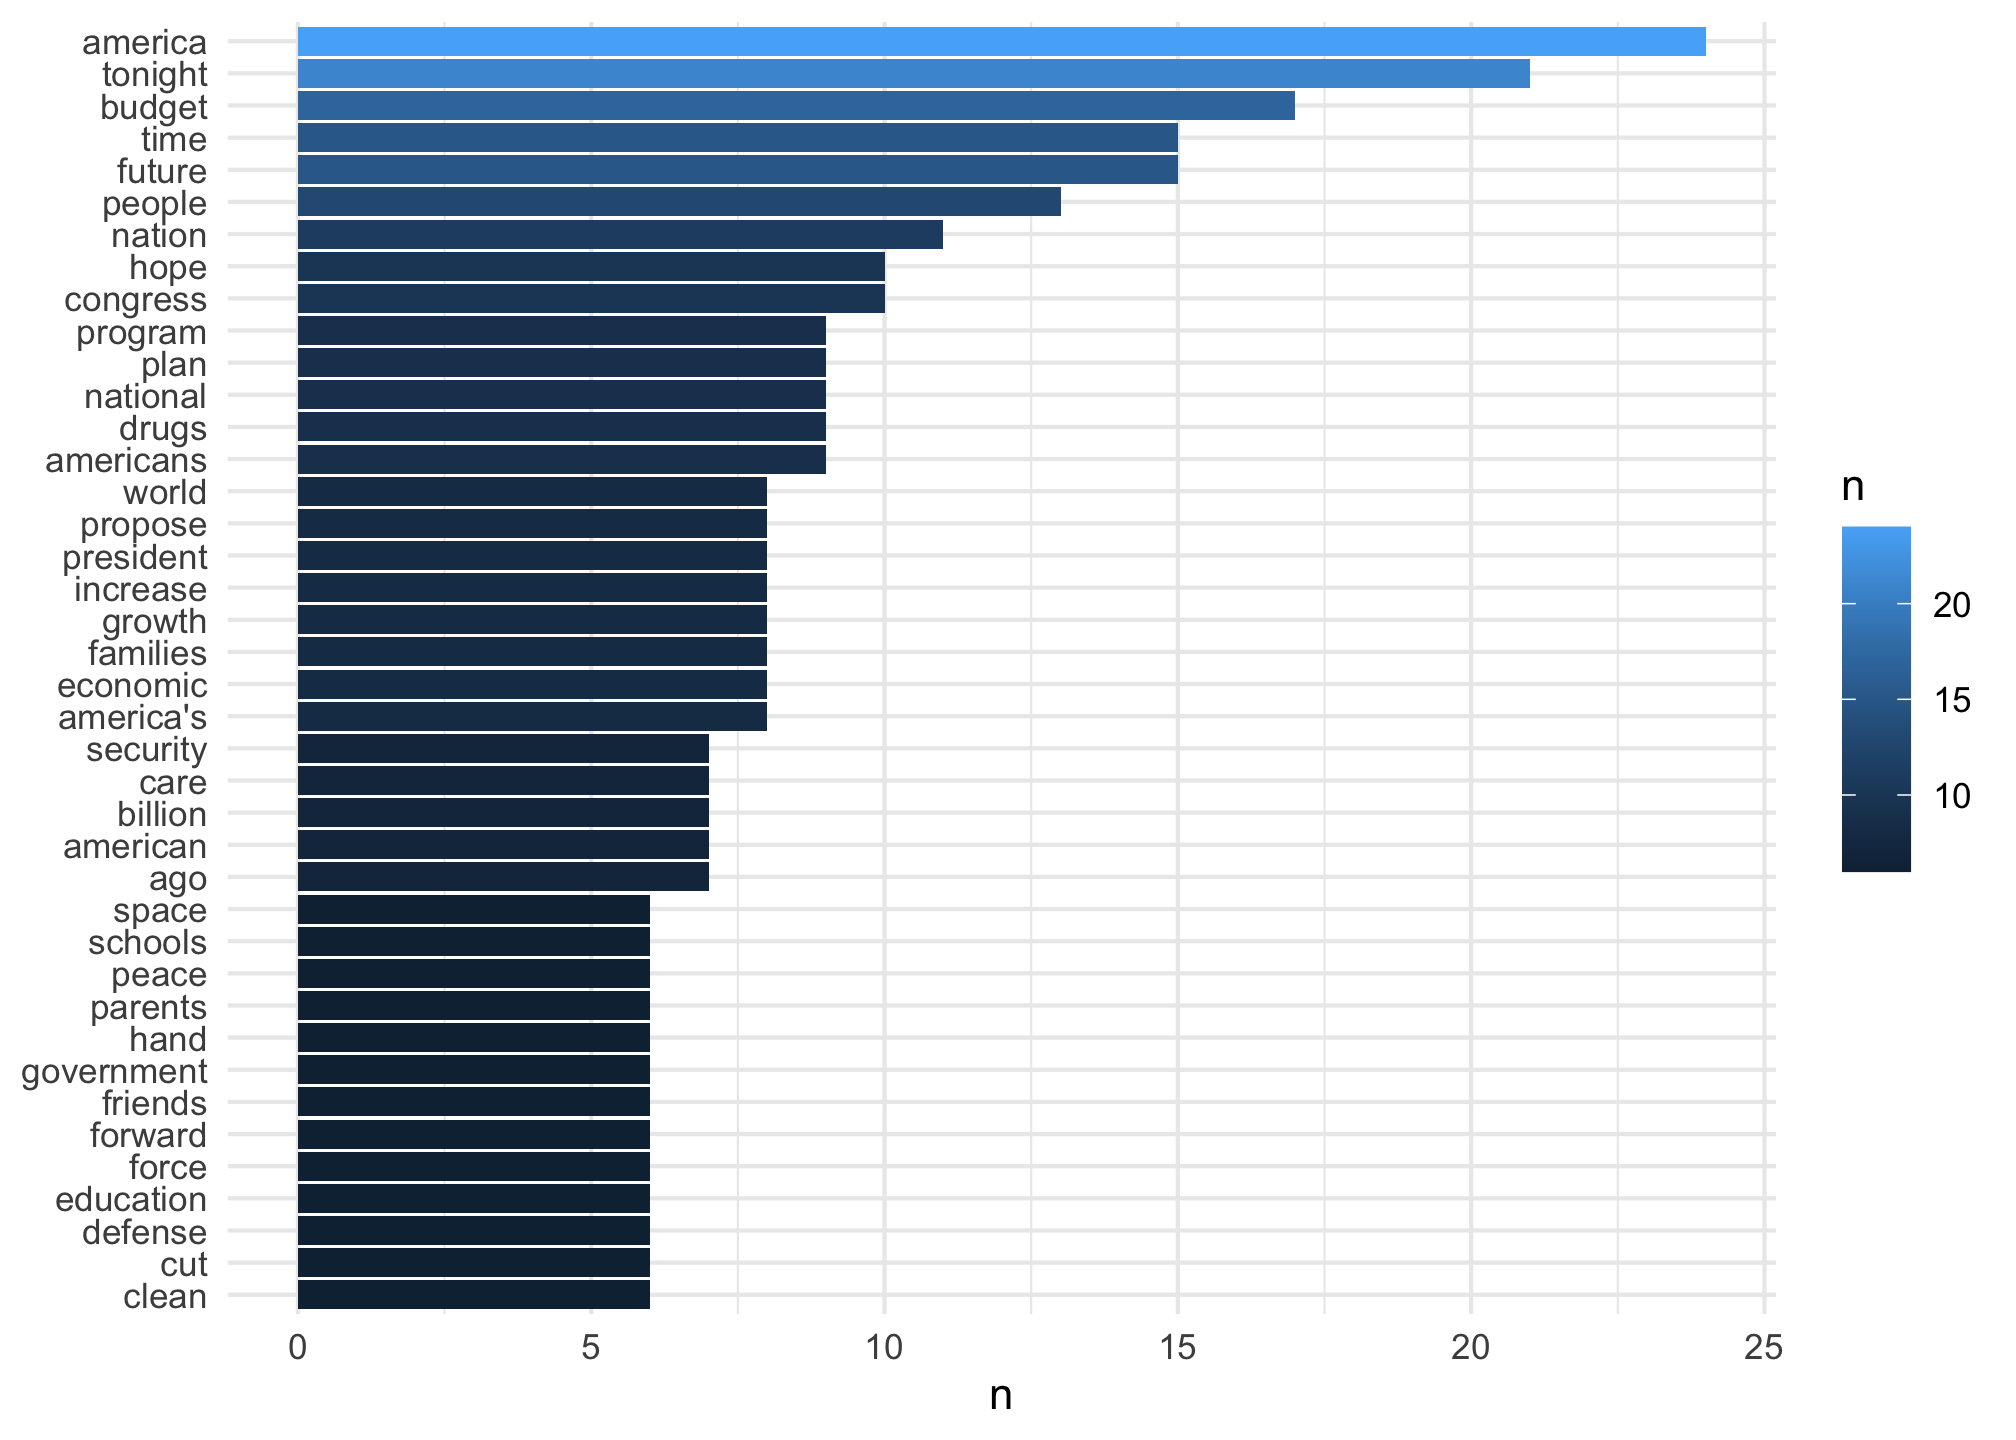 america
tonight
budget
time
future
people
nation
hope
congress
program
plan
national
drugs
americans
world
propose
president
increase
growth
families
economic
america's
security
care
billion
american
ago
space
schools
peace
parents
hand
government
friends
forward
force
education
defense
cut
clean
0 5 10 15 20 25
n
n
20
15
10